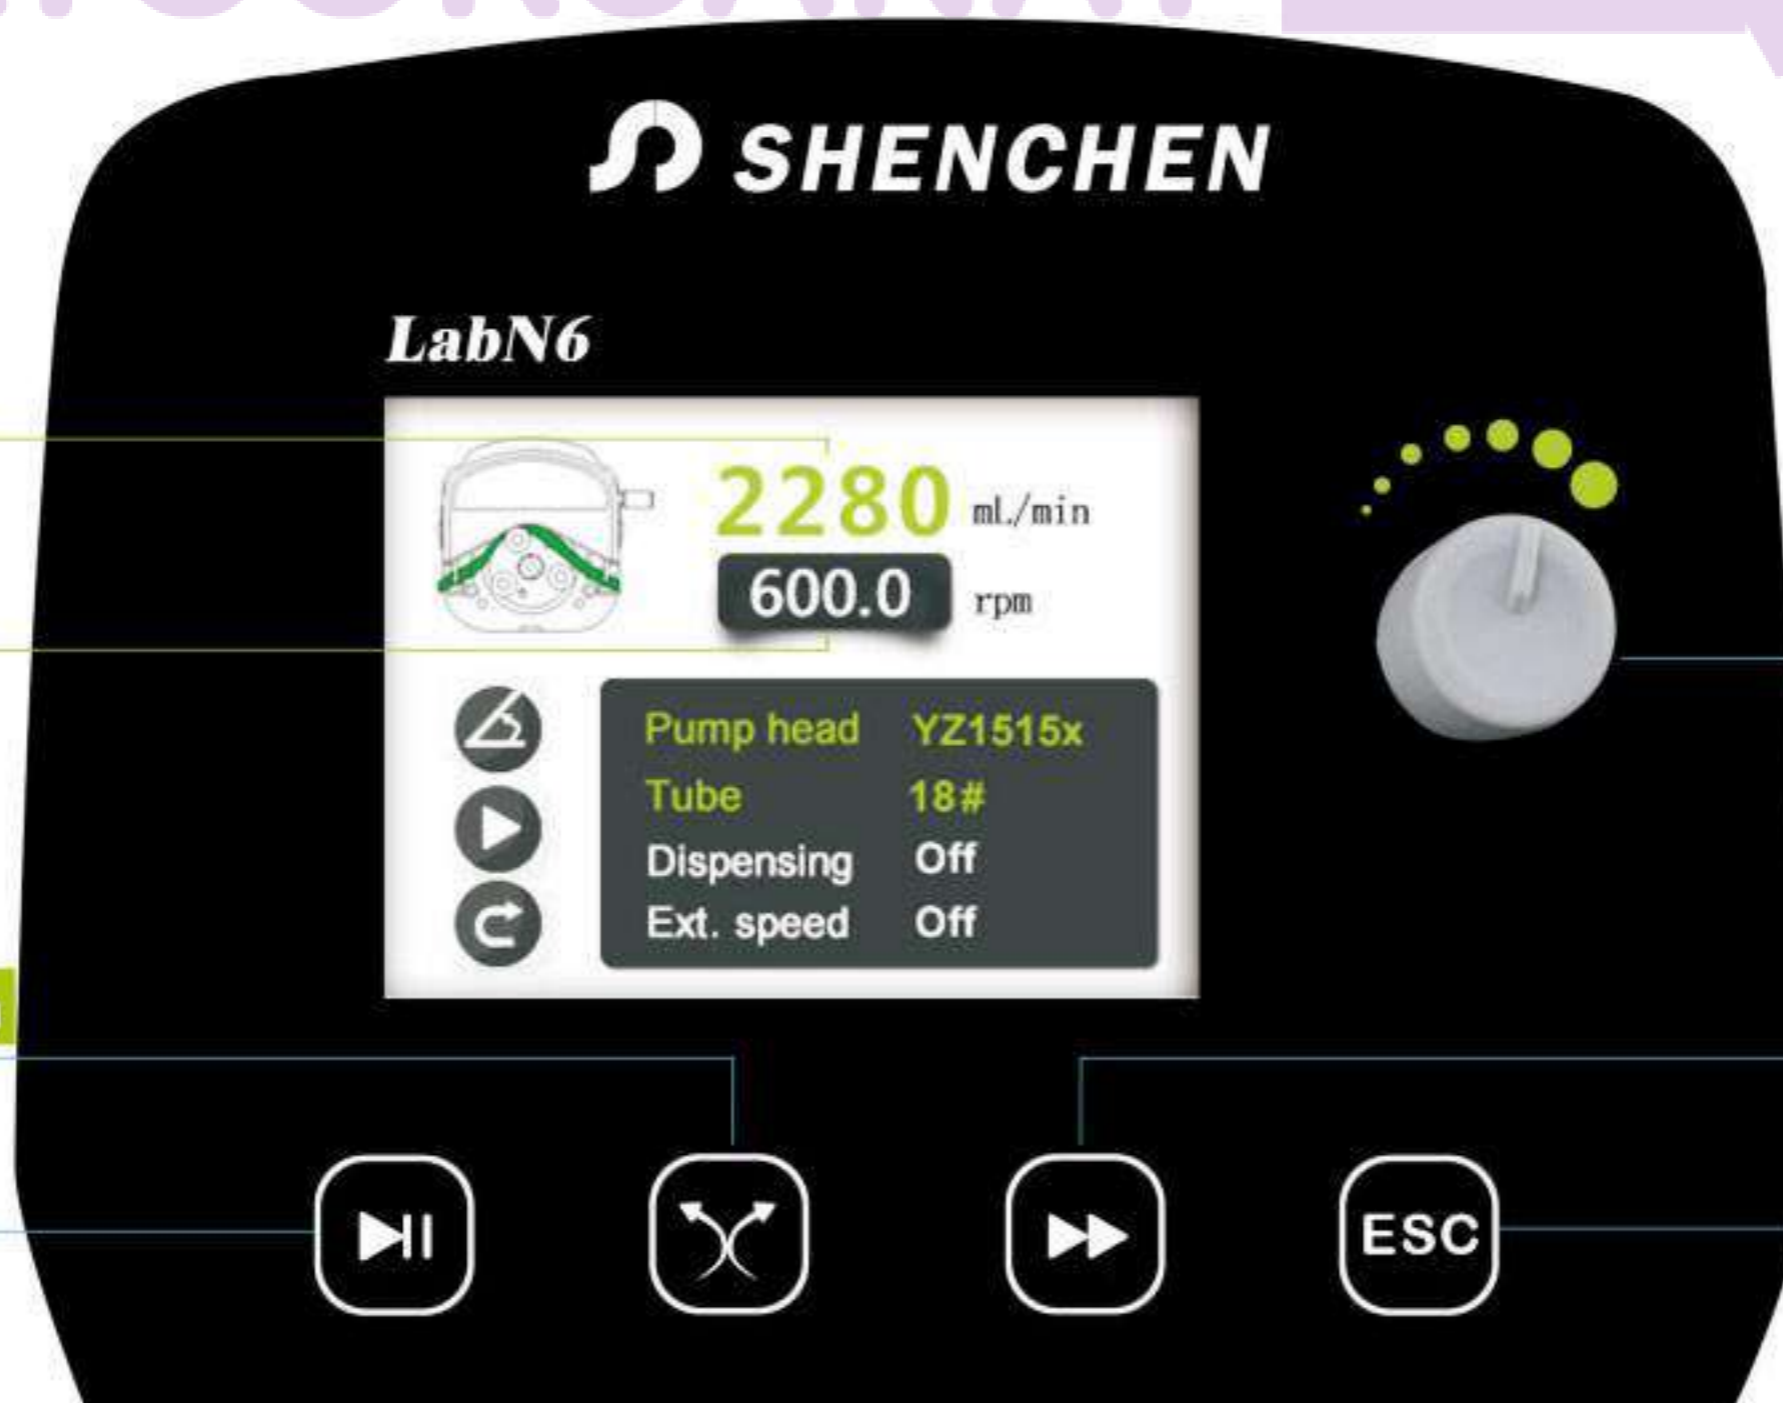 SHENCHEN
LabN6
2280 mL/min
600.0 rpm
Pump head YZ1515x
Tube 18#
Dispensing Off
Ext. speed Off
ESC